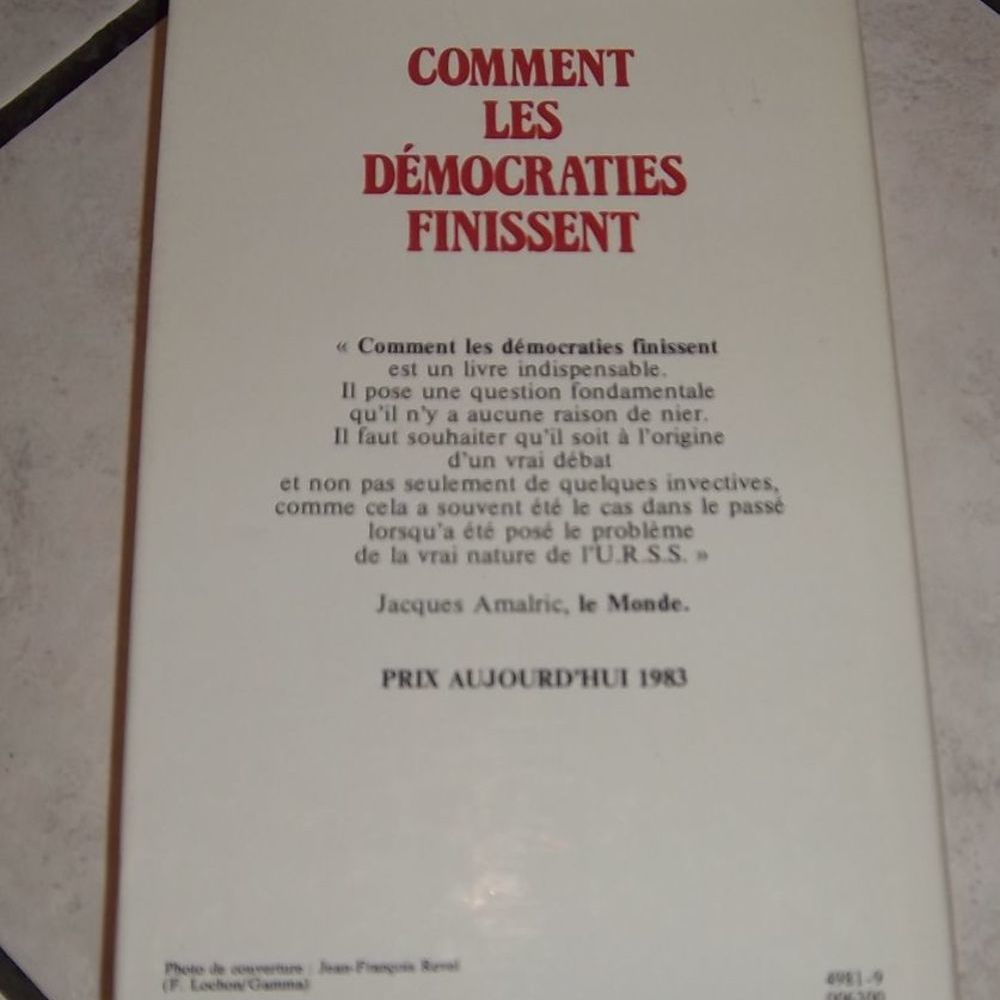 COMMENT
LES
DÉMOCRATIES
FINISSENT
« Comment les démocraties finissent
est un livre indispensable.
Il pose une question fondamentale
qu'il n'y a aucune raison de nier.
Il faut souhaiter qu'il soit à l'origine
d'un vrai débat
et non pas seulement de quelques invectives,
comme cela a souvent été le cas dans le passé
lorsqu'a été posé le problème
de la vrai nature de l'U.R.S.S. »
Jacques Amalric, le Monde.
PRIX AUJOURD'HUI 1983
Photo de couverture : Jean-François Revel
(F. Lochon/Gamma)
4981-9